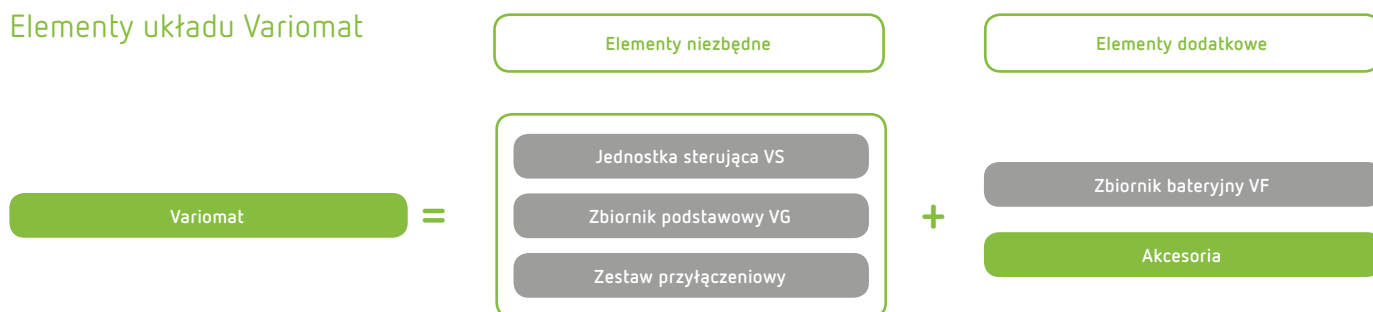 Elementy układu Variomat
Elementy niezbędne
Elementy dodatkowe
Variomat
=
Jednostka sterująca VS
Zbiornik podstawowy VG
Zestaw przyłączeniowy
+
Zbiornik bateryjny VF
Akcesoria